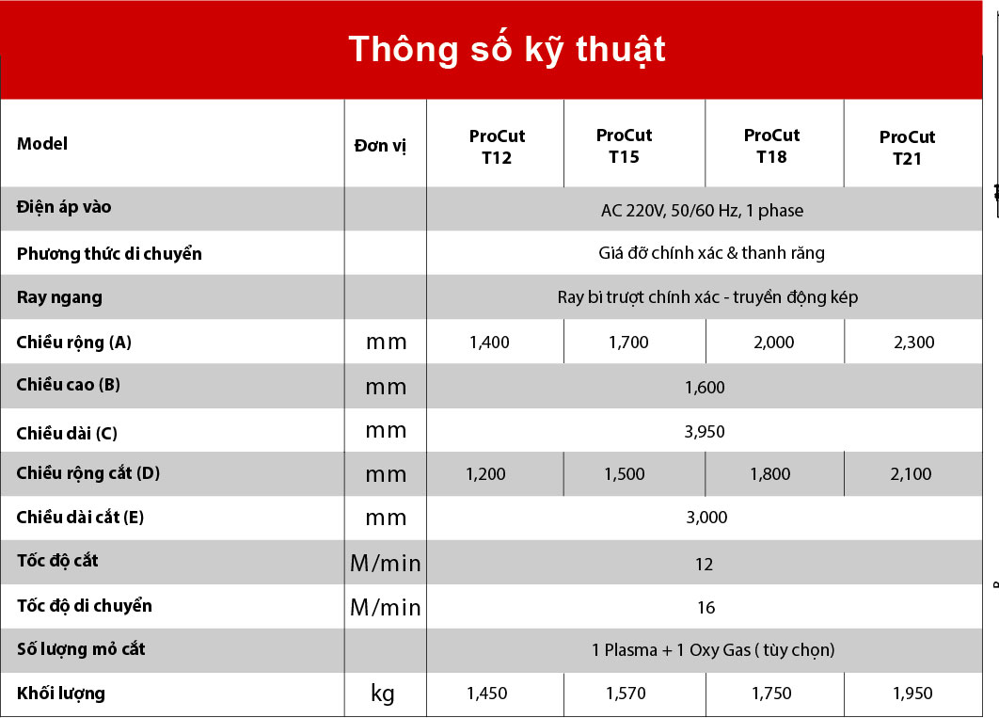 Thông số kỹ thuật
Model Đơn vị ProCut T12 ProCut T15 ProCut T18 ProCut T21
Điện áp vào AC 220V, 50/60 Hz, 1 phase
Phương thức di chuyển Giá đỡ chính xác & thanh răng
Ray ngang Ray bi trượt chính xác - truyển động kép
Chiều rộng (A) mm 1,400 1,700 2,000 2,300
Chiều cao (B) mm 1,600
Chiều dài (C) mm 3,950
Chiều rộng cắt (D) mm 1,200 1,500 1,800 2,100
Chiều dài cắt (E) mm 3,000
Tốc độ cắt M/min 12
Tốc độ di chuyển M/min 16
Số lượng mỏ cắt 1 Plasma + 1 Oxy Gas ( tùy chọn)
Khối lượng kg 1,450 1,570 1,750 1,950